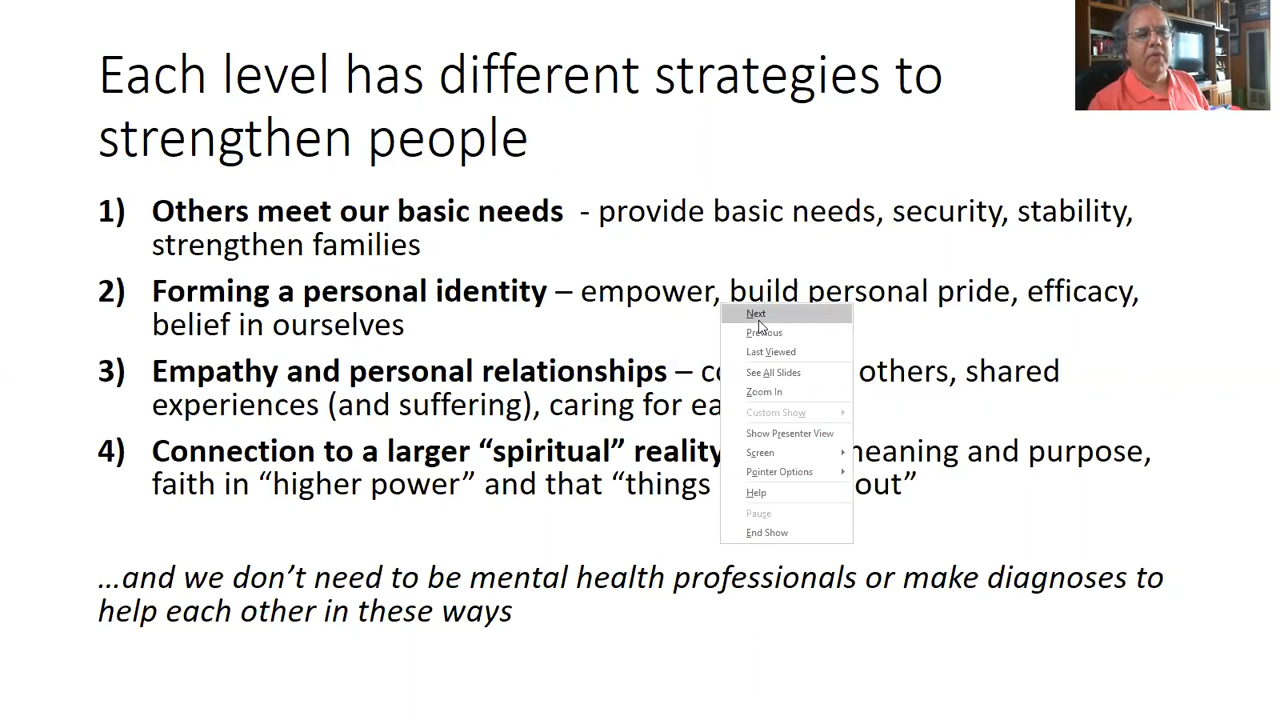 Each level has different strategies to
strengthen people
1) Others meet our basic needs - provide basic needs, security, stability,
strengthen families
2) Forming a personal identity – empower, build personal pride, efficacy,
belief in ourselves
3) Empathy and personal relationships – others, shared
experiences (and suffering), caring for
4) Connection to a larger “spiritual” reality meaning and purpose,
faith in “higher power” and that “things out”
…and we don’t need to be mental health professionals or make diagnoses to
help each other in these ways
Next
Previous
Last Viewed
See All Slides
Zoom In
Custom Show
Show Presenter View
Screen
Pointer Options
Help
Pause
End Show